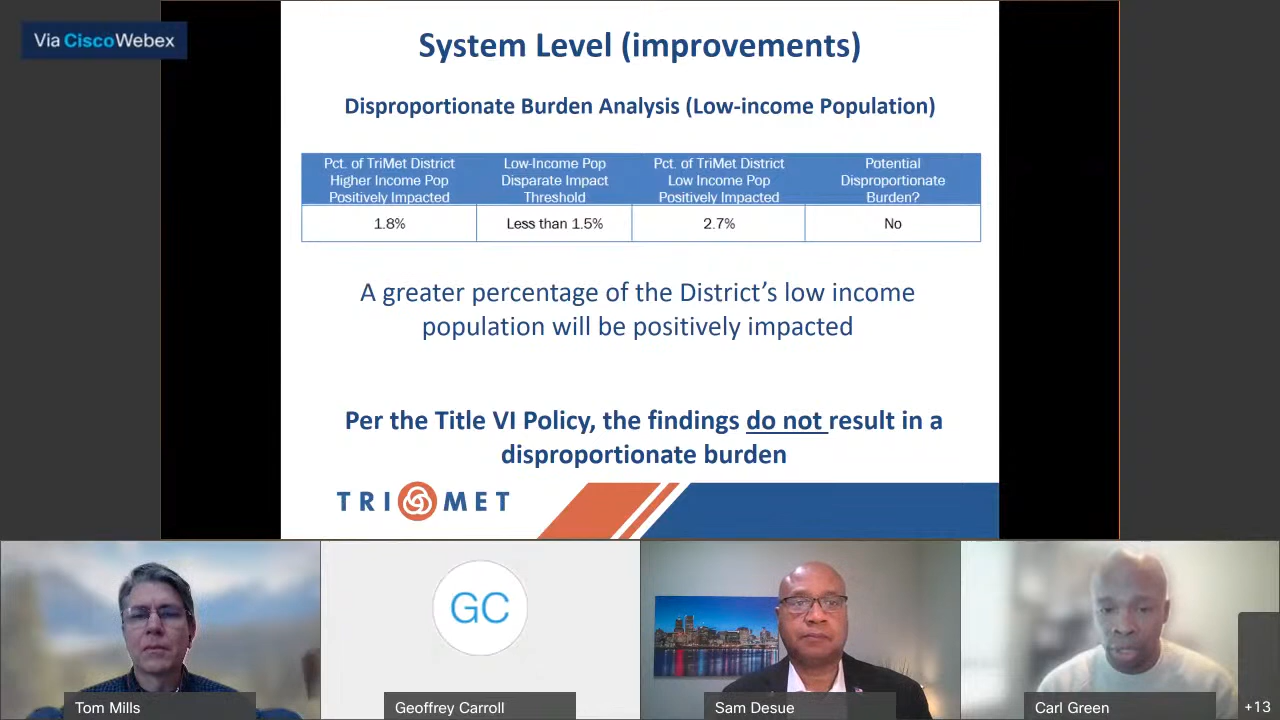 Via Cisco Webex
System Level (improvements)
Disproportionate Burden Analysis (Low-income Population)
Pct. of TriMet District
Higher Income Pop
Positively Impacted
Low-Income Pop
Disparate Impact
Threshold
Pct. of TriMet District
Low Income Pop
Positively Impacted
Potential
Disproportionate
Burden?
1.8%
Less than 1.5%
2.7%
No
A greater percentage of the District’s low income
population will be positively impacted
Per the Title VI Policy, the findings do not result in a
disproportionate burden
TRI MET
GC
Tom Mills
Geoffrey Carroll
Sam Desue
Carl Green
+13